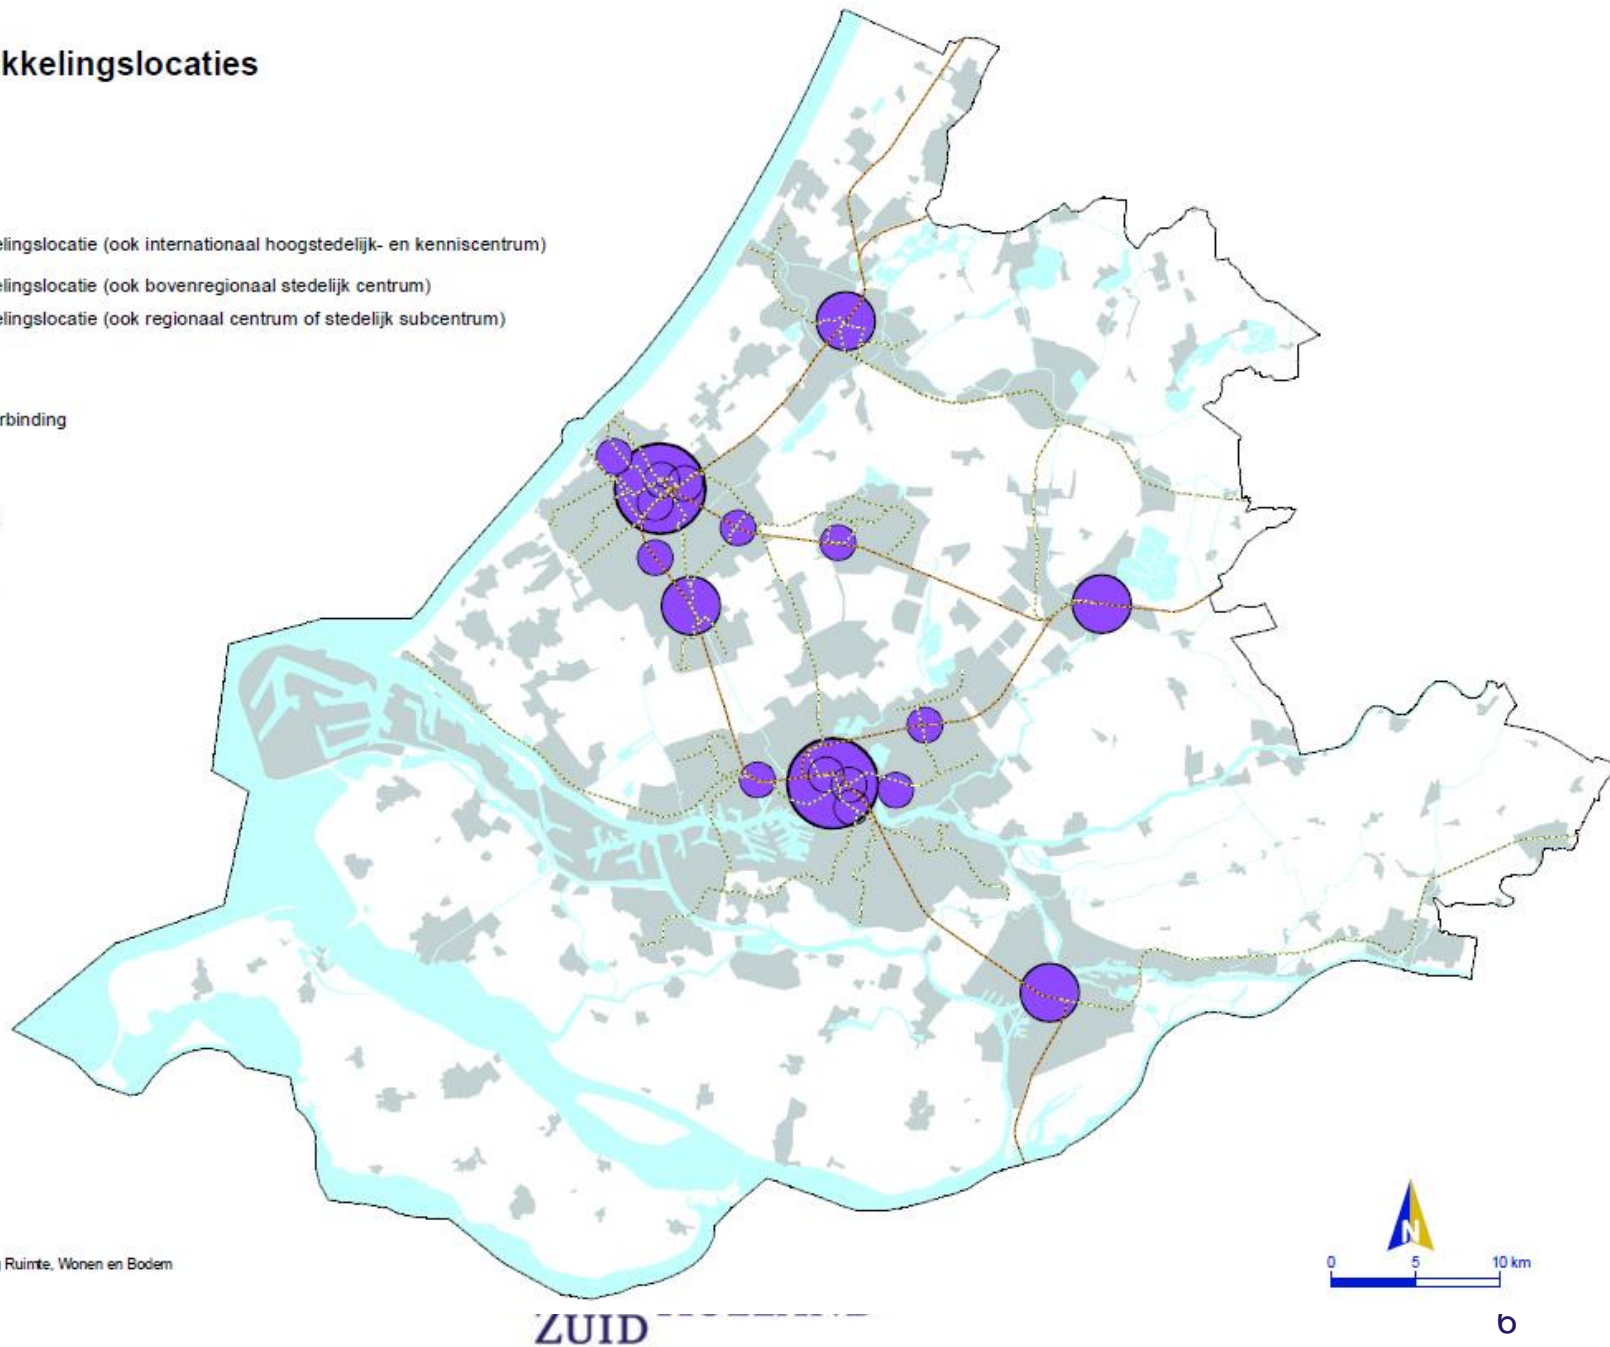 kkelingslocaties
elingslocatie (ook internationaal hoogstedelijk- en kenniscentrum)
elingslocatie (ook bovenregionaal stedelijk centrum)
elingslocatie (ook regionaal centrum of stedelijk subcentrum)
rbinding
Ruimte, Wonen en Bodem
N
0 5 10 km
ZUID
6